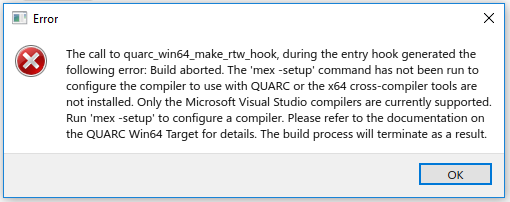 Error
The call to quarc_win64_make_rtw_hook, during the entry hook generated the
following error: Build aborted. The 'mex -setup' command has not been run to
configure the compiler to use with QUARC or the x64 cross-compiler tools are
not installed. Only the Microsoft Visual Studio compilers are currently supported.
Run 'mex -setup' to configure a compiler. Please refer to the documentation on
the QUARC Win64 Target for details. The build process will terminate as a result.
OK